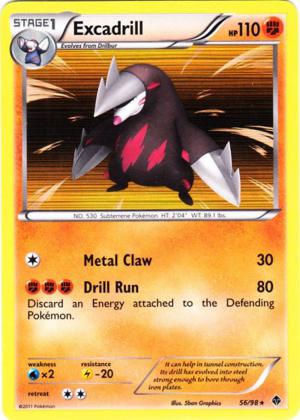 STAGE1 Excadrill HP110
Evolves from Drilbur
NO. 530 Subterrene Pokémon HT. 2'04" WT. 89.1 lbs.
Metal Claw 30
Drill Run 80
Discard an Energy attached to the Defending
Pokémon.
weakness resistance
×2 -20
retreat
It can help in tunnel construction.
Its drill has evolved into steel
strong enough to bore through
iron plates.
Illus. 5ban Graphics
©2011 Pokémon
56/98 ★